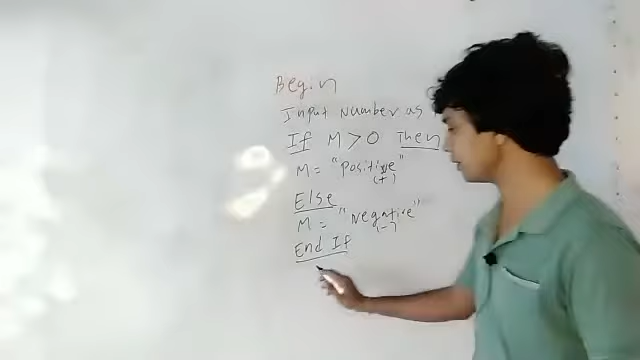 Begin
Input Number as
If M > 0 Then
M = "Positive"
(+)
Else
M = "Negative"
(-)
End If